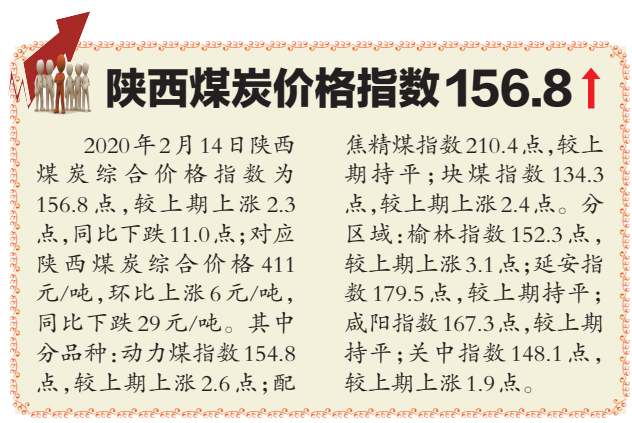 陕西煤炭价格指数156.8
2020年2月14日陕西
煤炭综合价格指数为
156.8点,较上期上涨2.3
点,同比下跌11.0点;对应
陕西煤炭综合价格411
元/吨,环比上涨6元/吨,
同比下跌29元/吨。其中
分品种:动力煤指数154.8
点,较上期上涨2.6点;配
焦精煤指数210.4点,较上
期持平;块煤指数134.3
点,较上期上涨2.4点。分
区域:榆林指数152.3点,
较上期上涨3.1点;延安指
数179.5点,较上期持平;
咸阳指数167.3点,较上期
持平;关中指数148.1点,
较上期上涨1.9点。